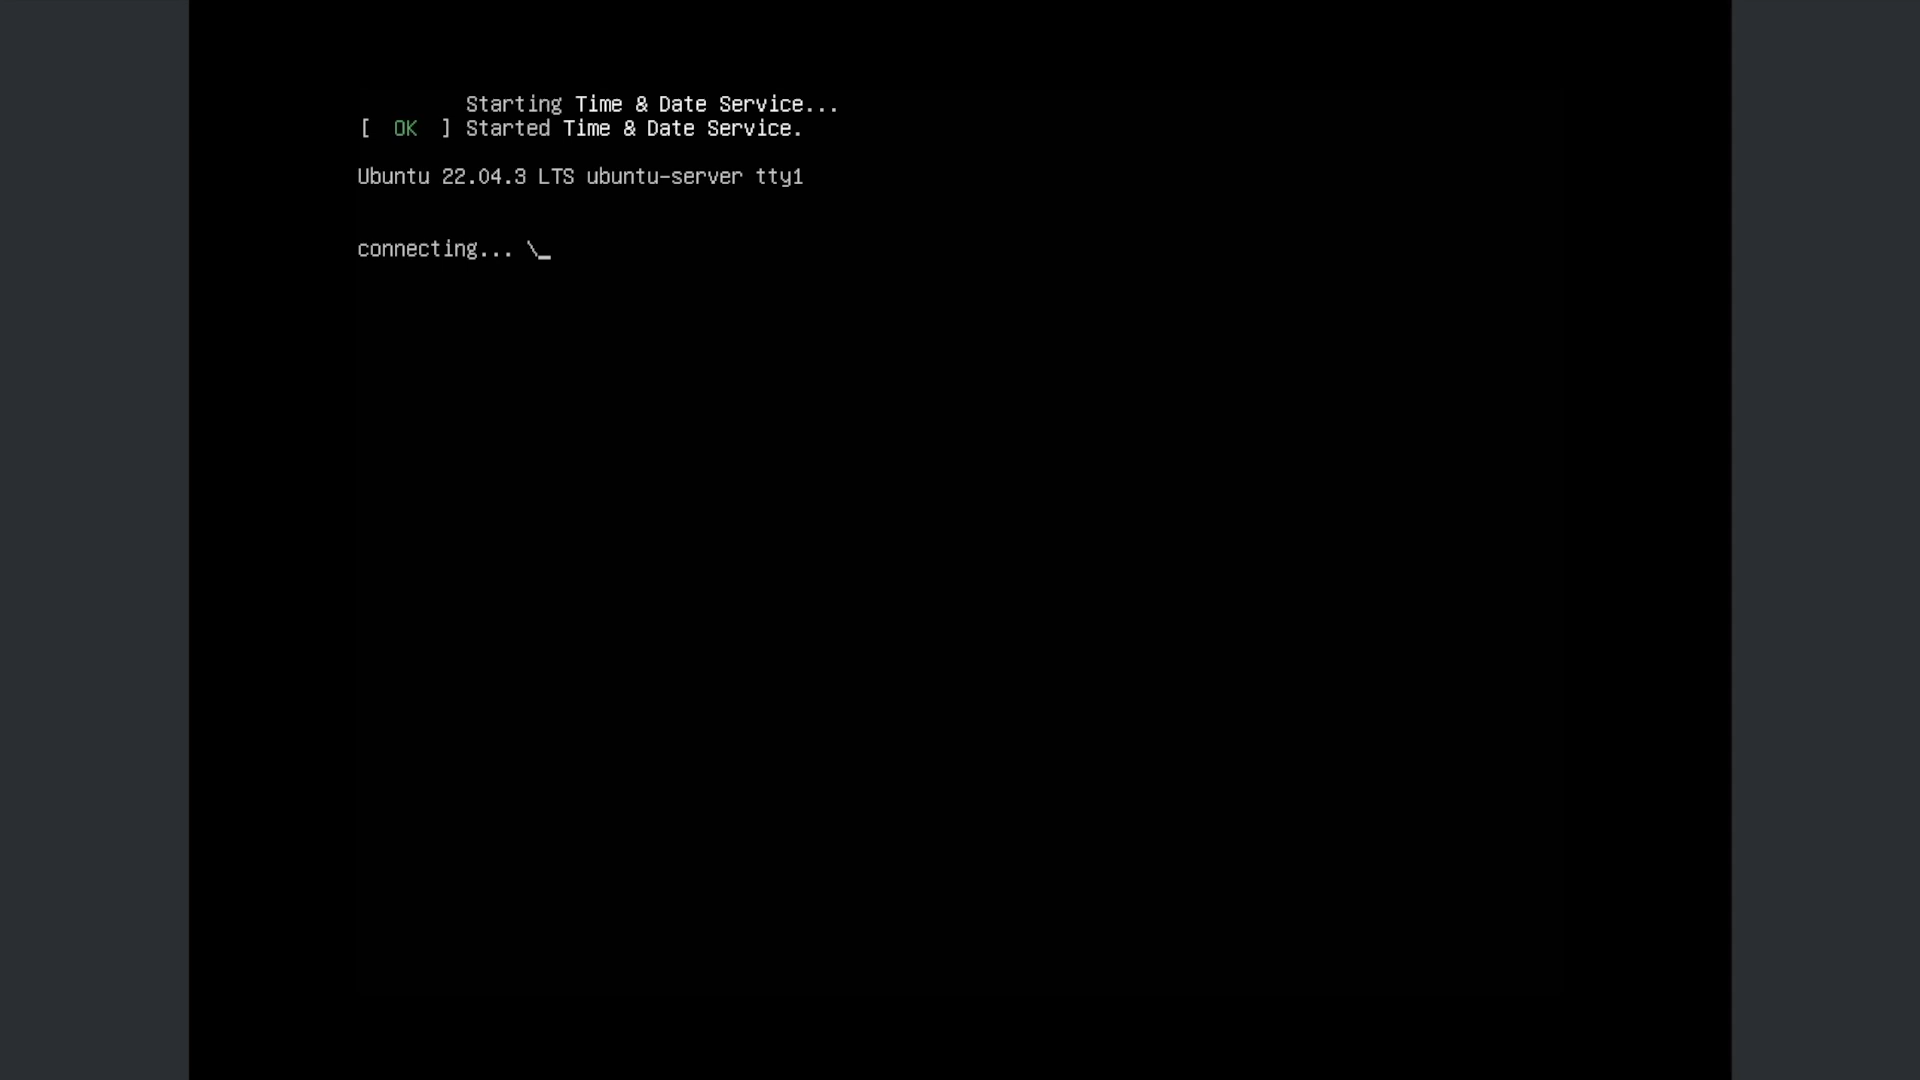 Starting Time & Date Service...
[  OK  ] Started Time & Date Service.
Ubuntu 22.04.3 LTS ubuntu-server tty1
connecting... \_